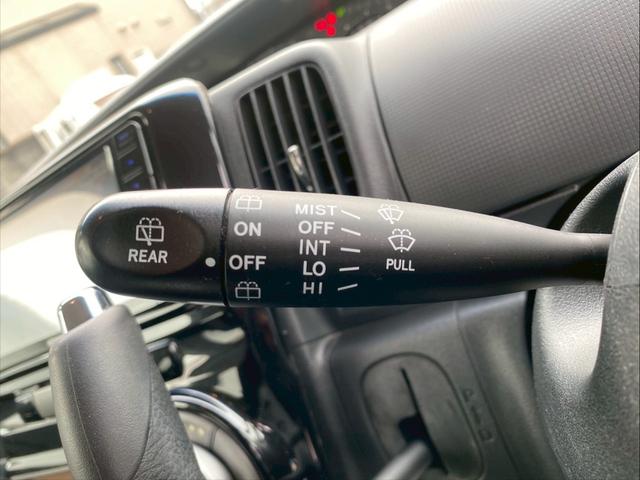 REAR
ON
OFF
MIST
OFF
INT
LO
HI
PULL